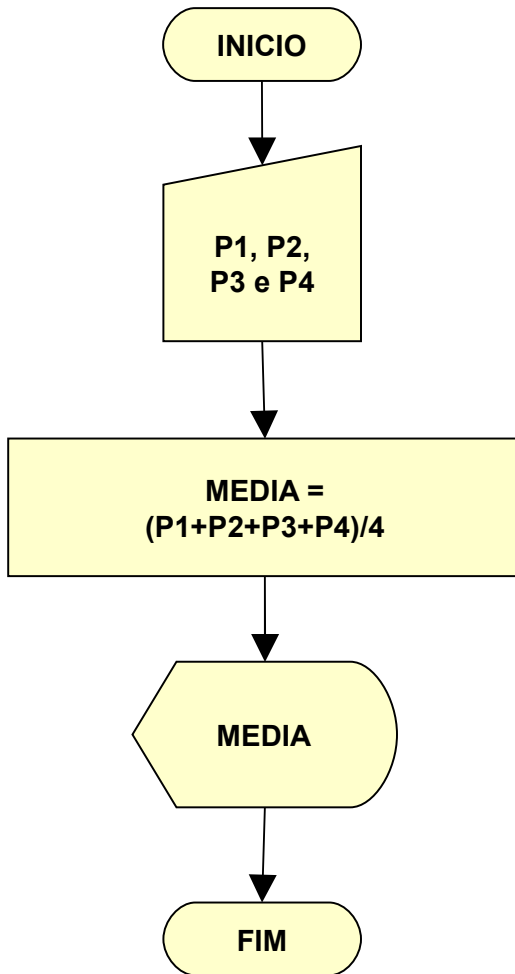 INICIO
P1, P2,
P3 e P4
MEDIA =
(P1+P2+P3+P4)/4
MEDIA
FIM